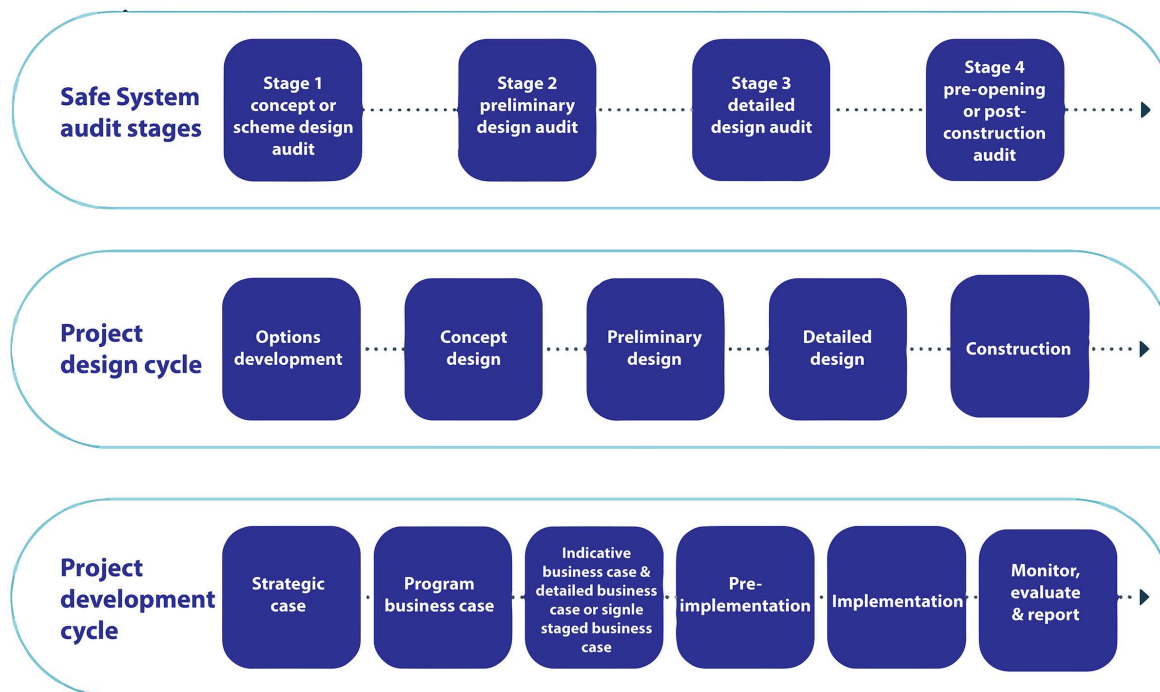 Safe System
audit stages
Stage 1
concept or
scheme design
audit
Stage 2
preliminary
design audit
Stage 3
detailed
design audit
Stage 4
pre-opening
or post-
construction
audit
Project
design cycle
Options
development
Concept
design
Preliminary
design
Detailed
design
Construction
Project
development
cycle
Strategic
case
Program
business case
Indicative
business case &
detailed business
case or signle
staged business
case
Pre-
implementation
Implementation
Monitor,
evaluate
& report